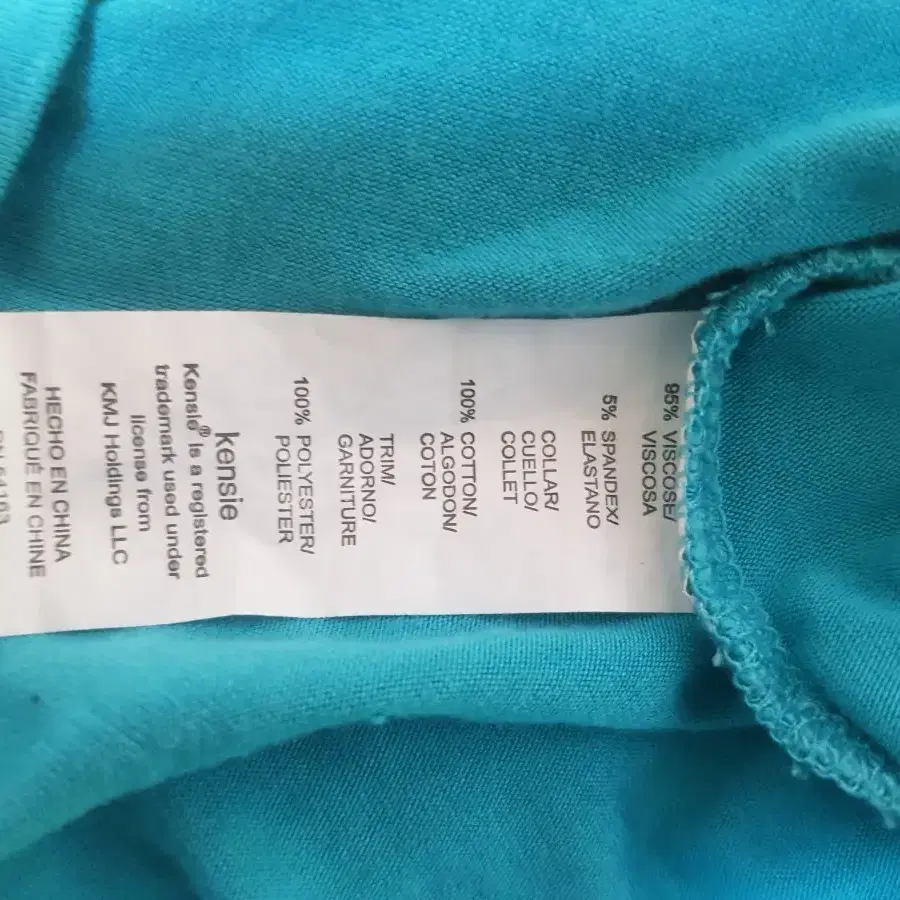 95% VISCOSE/
VISCOSA
5% SPANDEX/
ELASTANO
COLLAR/
CUELLO/
COLLET
100% COTTON/
ALGODON/
COTON
TRIM/
ADORNO/
GARNITURE
100% POLYESTER/
POLIESTER
kensie
Kensie® is a registered
trademark used under
license from
KMJ Holdings LLC
HECHO EN CHINA
FABRIQUÉ EN CHINE